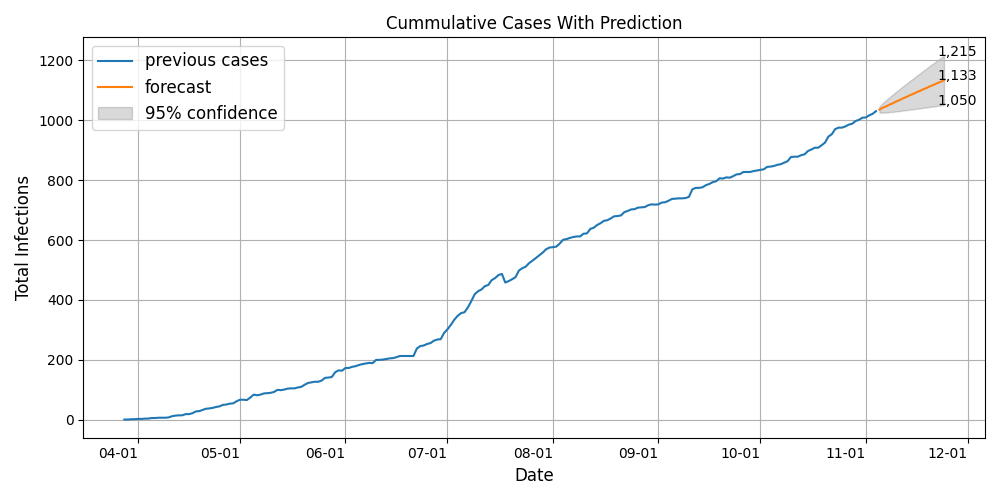 Cummulative Cases With Prediction
previous cases
forecast
95% confidence
1,215
1,133
1,050
1200
1000
800
600
400
200
0
Total Infections
04-01 05-01 06-01 07-01 08-01 09-01 10-01 11-01 12-01
Date